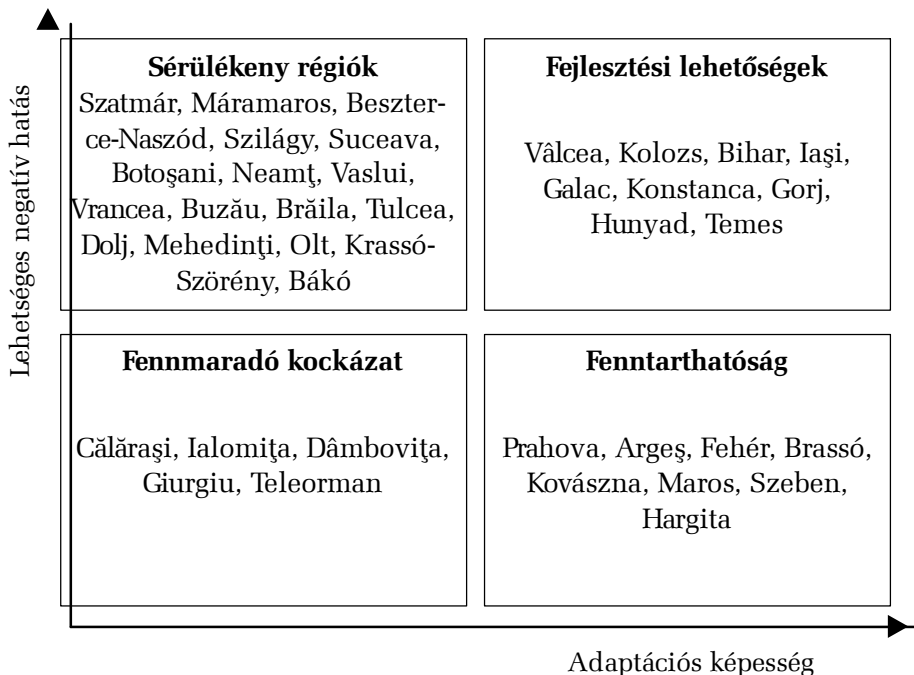 Lehetséges negatív hatás
Sérülékeny régiók
Szatmár, Máramaros, Beszter-
ce-Naszód, Szilágy, Suceava,
Botoşani, Neamţ, Vaslui,
Vrancea, Buzău, Brăila, Tulcea,
Dolj, Mehedinţi, Olt, Krassó-
Szörény, Bákó
Fejlesztési lehetőségek
Vâlcea, Kolozs, Bihar, Iaşi,
Galac, Konstanca, Gorj,
Hunyad, Temes
Fennmaradó kockázat
Călăraşi, Ialomiţa, Dâmboviţa,
Giurgiu, Teleorman
Fenntarthatóság
Prahova, Argeş, Fehér, Brassó,
Kovászna, Maros, Szeben,
Hargita
Adaptációs képesség